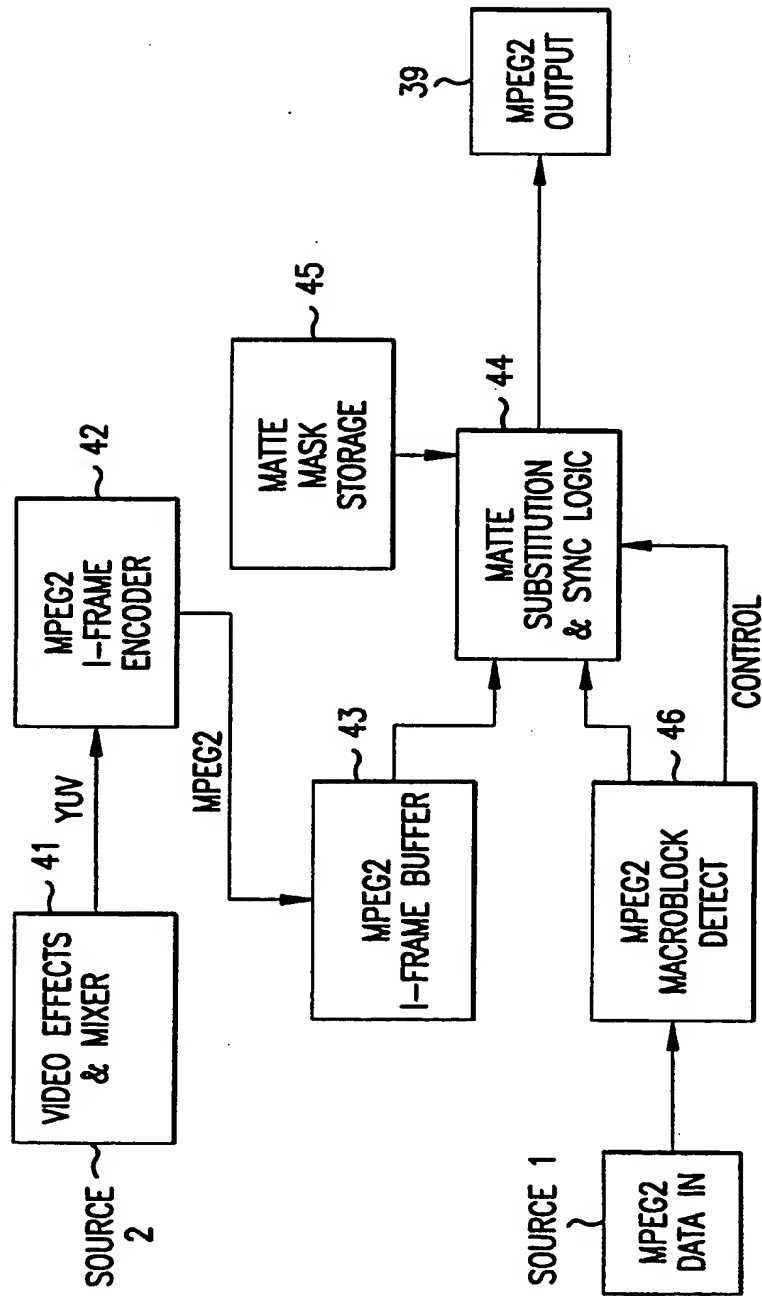 SOURCE
2
41
VIDEO EFFECTS
& MIXER
YUV
42
MPEG2
I-FRAME
ENCODER
MPEG2
43
MPEG2
I-FRAME BUFFER
45
MATTE
MASK
STORAGE
44
MATTE
SUBSTITUTION
& SYNC LOGIC
39
MPEG2
OUTPUT
SOURCE 1
MPEG2
DATA IN
46
MPEG2
MACROBLOCK
DETECT
CONTROL